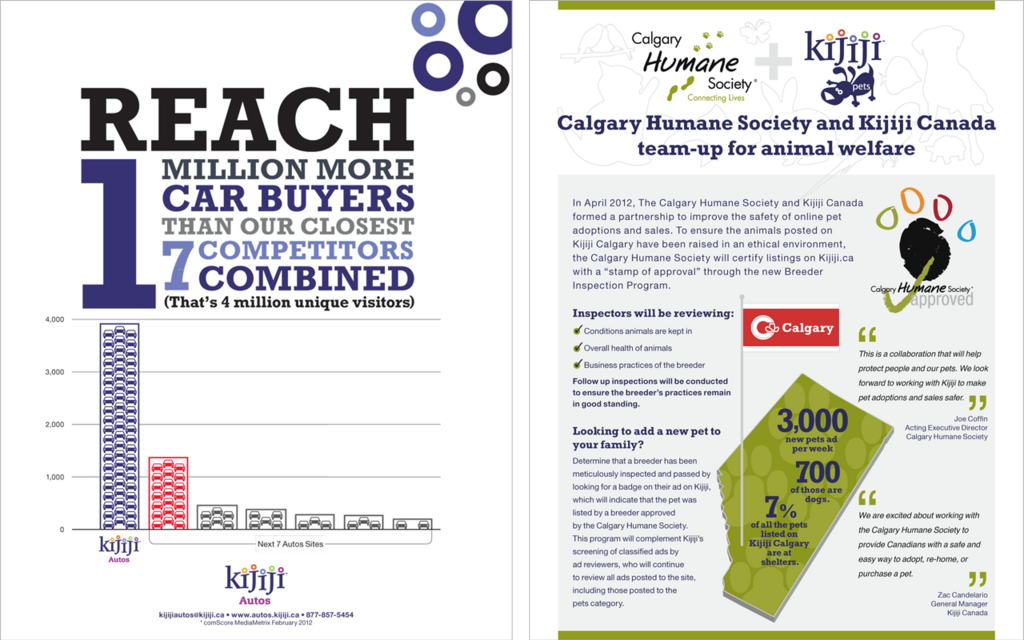 REACH
1
MILLION MORE
CAR BUYERS
THAN OUR CLOSEST
7 COMPETITORS
COMBINED
(That's 4 million unique visitors)
4,000
3,000
2,000
1,000
0
kijiji
Autos
Next 7 Autos Sites
kijiji
Autos
kijijiautos@kijiji.ca • www.autos.kijiji.ca • 877-857-5454
* comScore MediaMetrix February 2012
Calgary
Humane
Society®
Connecting Lives
+
kijiji™
pets
Calgary Humane Society and Kijiji Canada
team-up for animal welfare
In April 2012, The Calgary Humane Society and Kijiji Canada
formed a partnership to improve the safety of online pet
adoptions and sales. To ensure the animals posted on
Kijiji Calgary have been raised in an ethical environment,
the Calgary Humane Society will certify listings on Kijiji.ca
with a “stamp of approval” through the new Breeder
Inspection Program.
Calgary Humane Society®
approved
Inspectors will be reviewing:
Conditions animals are kept in
Overall health of animals
Business practices of the breeder
Follow up inspections will be conducted
to ensure the breeder's practices remain
in good standing.
Looking to add a new pet to
your family?
Determine that a breeder has been
meticulously inspected and passed by
looking for a badge on their ad on Kijiji,
which will indicate that the pet was
listed by a breeder approved
by the Calgary Humane Society.
This program will complement Kijiji's
screening of classified ads by
ad reviewers, who will continue
to review all ads posted to the site,
including those posted to the
pets category.
Calgary
3,000
new pets ad
per week
700
of those are
dogs.
7%
of all the pets
listed on
Kijiji Calgary
are at
shelters.
“
This is a collaboration that will help
protect people and our pets. We look
forward to working with Kijiji to make
pet adoptions and sales safer. ”
Joe Coffin
Acting Executive Director
Calgary Humane Society
“
We are excited about working with
the Calgary Humane Society to
provide Canadians with a safe and
easy way to adopt, re-home, or
purchase a pet.
”
Zac Candelario
General Manager
Kijiji Canada